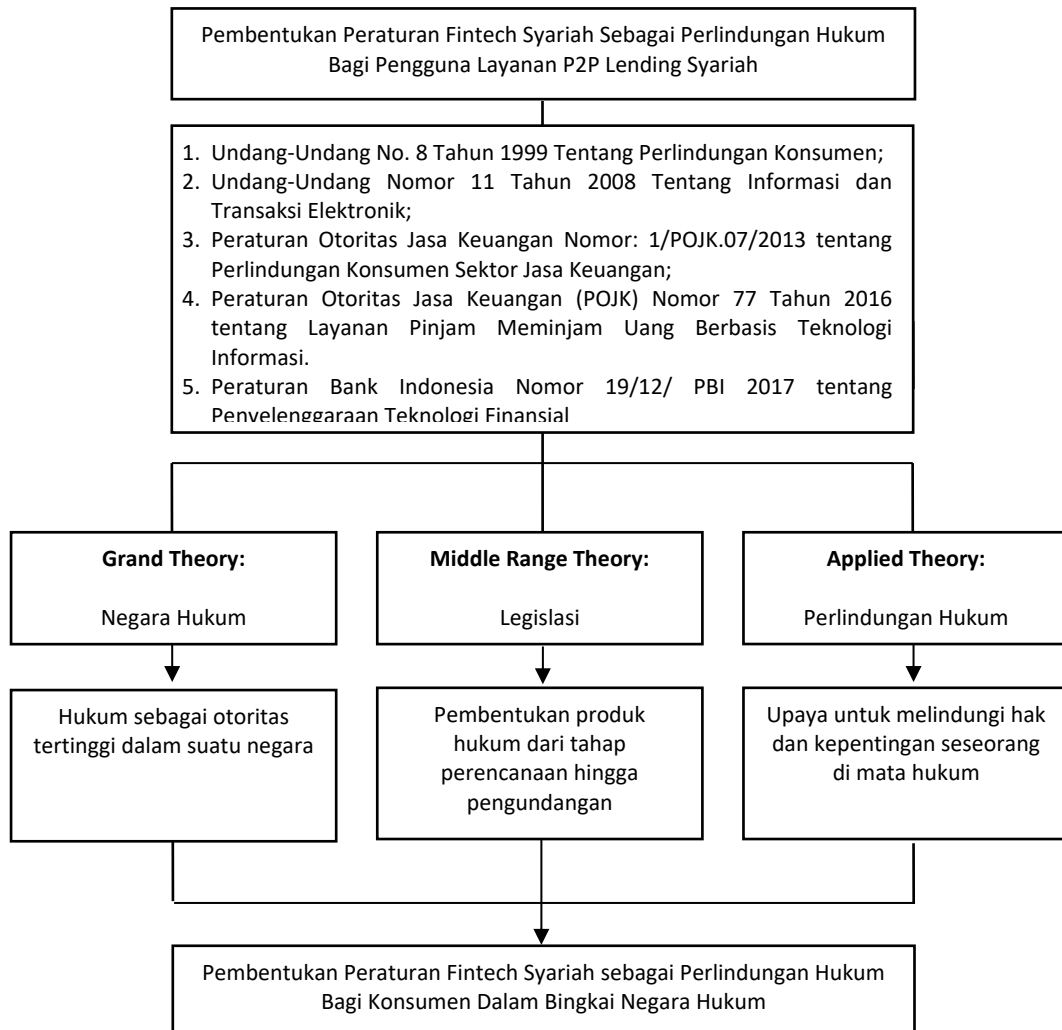 Pembentukan Peraturan Fintech Syariah Sebagai Perlindungan Hukum
Bagi Pengguna Layanan P2P Lending Syariah
1. Undang-Undang No. 8 Tahun 1999 Tentang Perlindungan Konsumen;
2. Undang-Undang Nomor 11 Tahun 2008 Tentang Informasi dan
Transaksi Elektronik;
3. Peraturan Otoritas Jasa Keuangan Nomor: 1/POJK.07/2013 tentang
Perlindungan Konsumen Sektor Jasa Keuangan;
4. Peraturan Otoritas Jasa Keuangan (POJK) Nomor 77 Tahun 2016
tentang Layanan Pinjam Meminjam Uang Berbasis Teknologi
Informasi.
5. Peraturan Bank Indonesia Nomor 19/12/ PBI 2017 tentang
Penyelenggaraan Teknologi Finansial
Grand Theory:
Negara Hukum
Middle Range Theory:
Legislasi
Applied Theory:
Perlindungan Hukum
Hukum sebagai otoritas
tertinggi dalam suatu negara
Pembentukan produk
hukum dari tahap
perencanaan hingga
pengundangan
Upaya untuk melindungi hak
dan kepentingan seseorang
di mata hukum
Pembentukan Peraturan Fintech Syariah sebagai Perlindungan Hukum
Bagi Konsumen Dalam Bingkai Negara Hukum